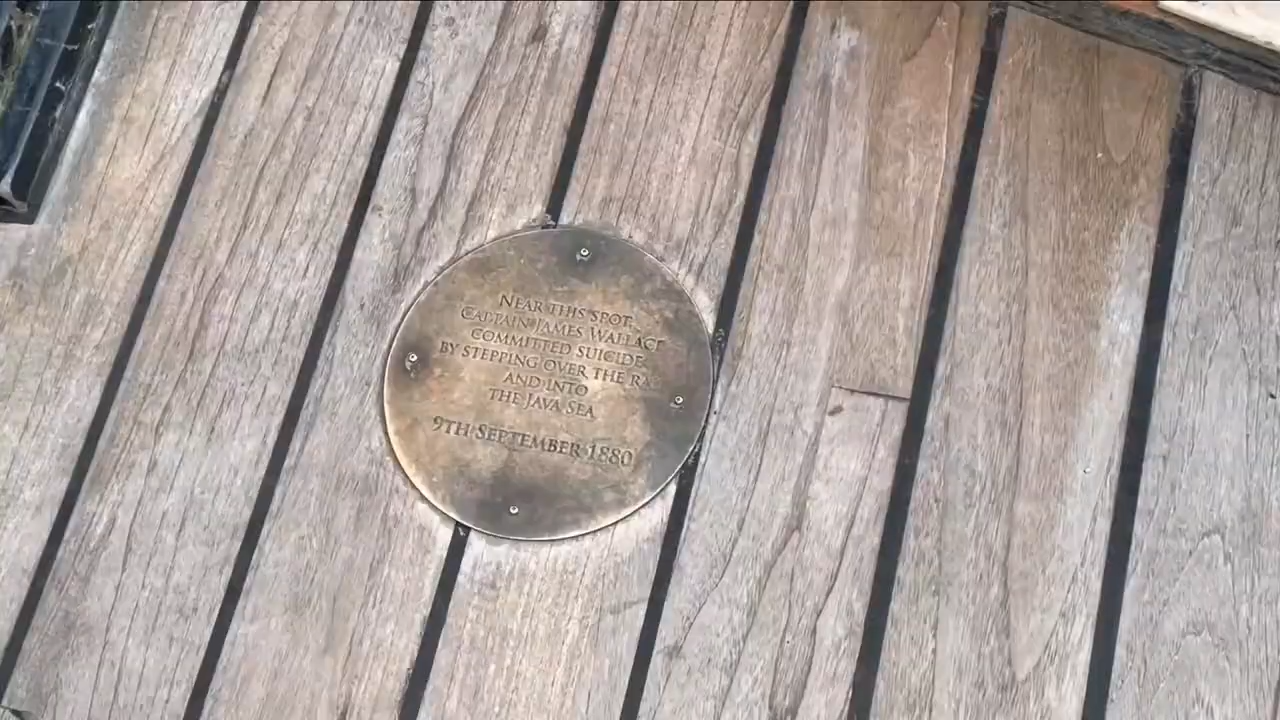 NEAR THIS SPOT,
CAPTAIN JAMES WALLACE
COMMITTED SUICIDE
BY STEPPING OVER THE
AND INTO
THE JAVA SEA
9TH SEPTEMBER 1880